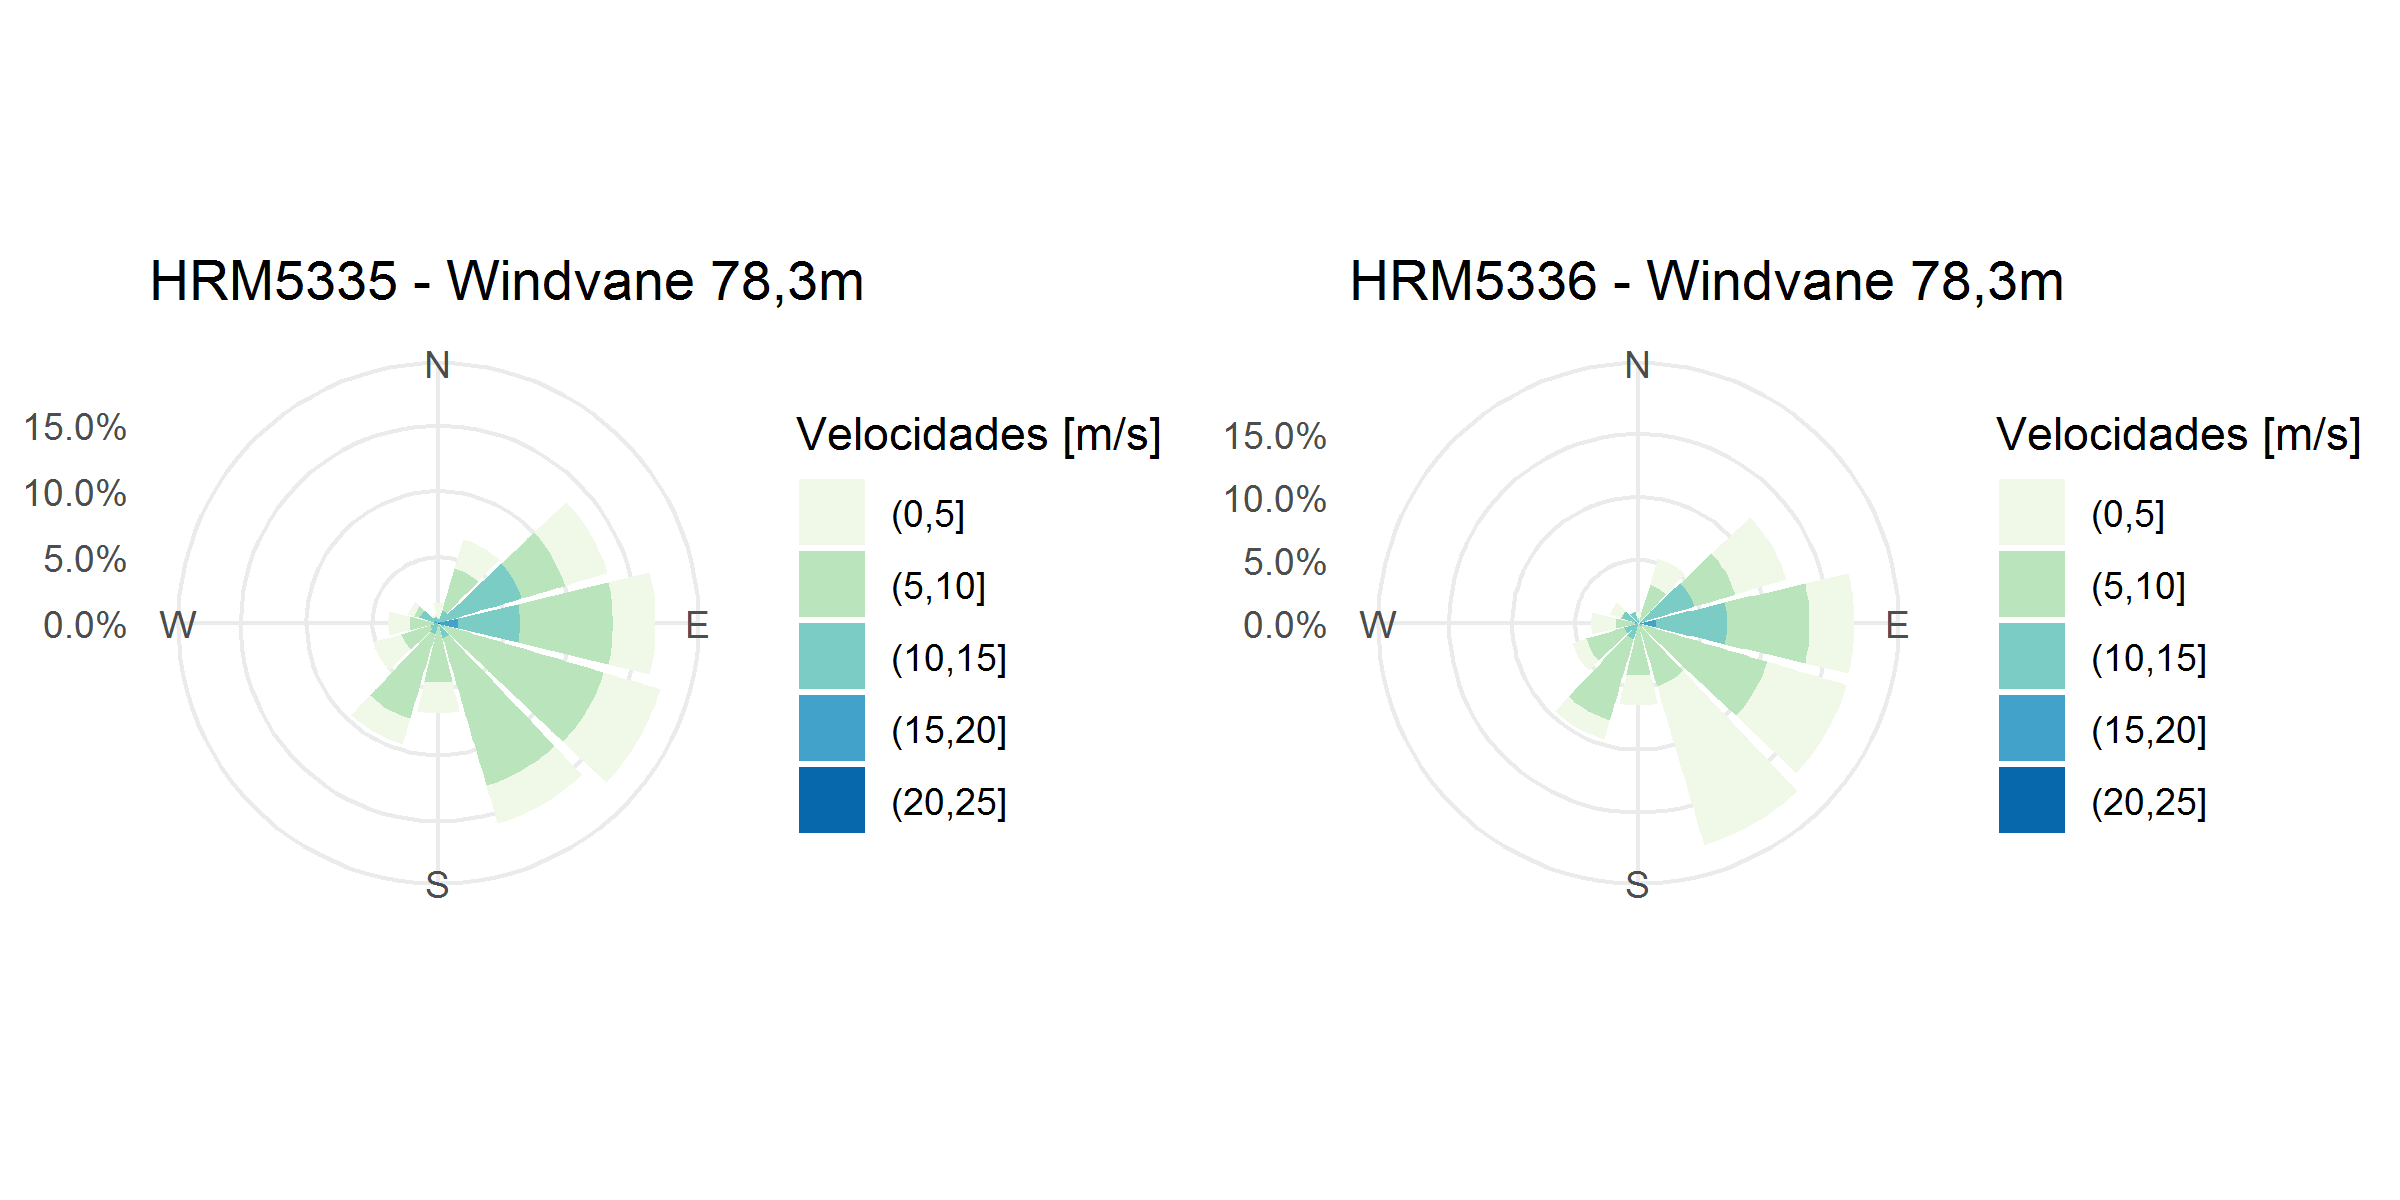 HRM5335 - Windvane 78,3m
N
15.0%
10.0%
5.0%
0.0%
W
E
S
Velocidades [m/s]
(0,5]
(5,10]
(10,15]
(15,20]
(20,25]
HRM5336 - Windvane 78,3m
N
15.0%
10.0%
5.0%
0.0%
W
E
S
Velocidades [m/s]
(0,5]
(5,10]
(10,15]
(15,20]
(20,25]